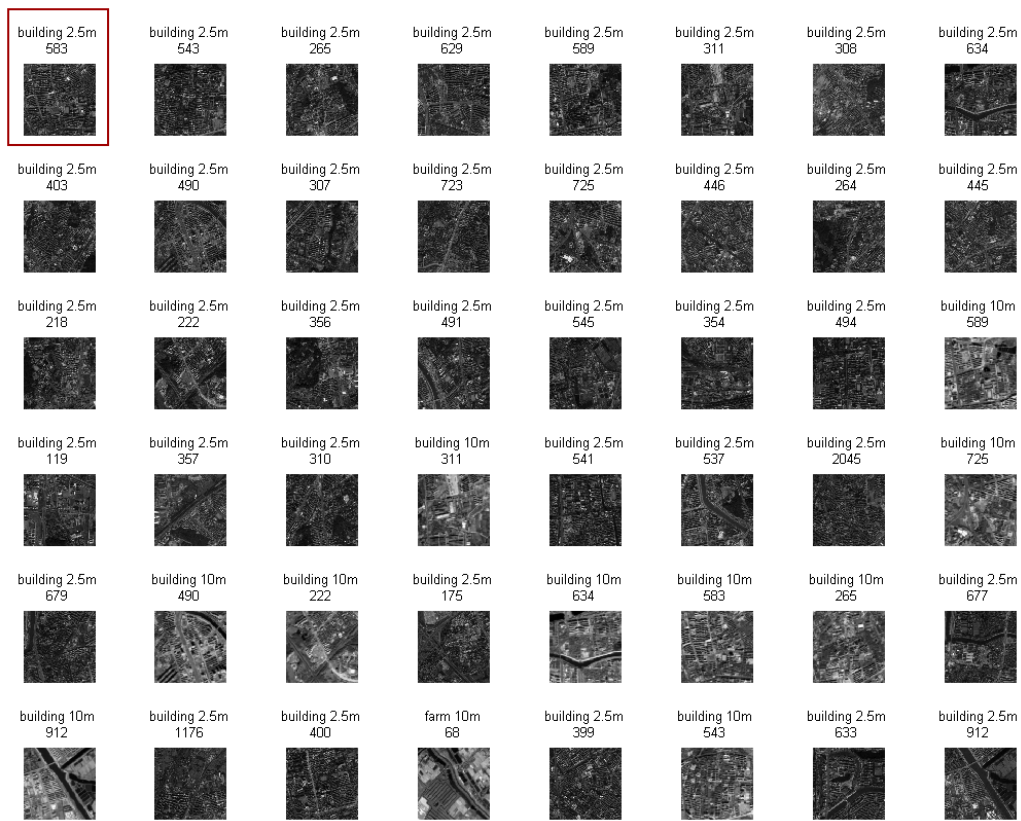 building 2.5m building 2.5m building 2.5m building 2.5m building 2.5m building 2.5m building 2.5m building 2.5m
583 543 265 629 589 311 308 634
building 2.5m building 2.5m building 2.5m building 2.5m building 2.5m building 2.5m building 2.5m building 2.5m
403 490 307 723 725 446 264 445
building 2.5m building 2.5m building 2.5m building 2.5m building 2.5m building 2.5m building 2.5m building 10m
218 222 356 491 545 354 494 589
building 2.5m building 2.5m building 2.5m building 10m building 2.5m building 2.5m building 2.5m building 10m
119 357 310 311 541 537 2045 725
building 2.5m building 10m building 10m building 2.5m building 10m building 10m building 10m building 2.5m
679 490 222 175 634 583 265 677
building 10m building 2.5m building 2.5m farm 10m building 2.5m building 10m building 2.5m building 2.5m
912 1176 400 68 399 543 633 912